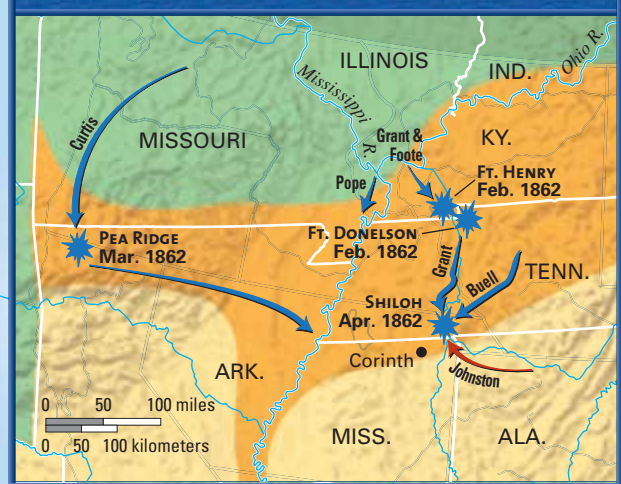 ILLINOIS
IND.
Ohio R.
Mississippi
R.
MISSOURI
Curtis
Grant &
Foote
KY.
Pope
FT. HENRY
Feb. 1862
PEA RIDGE
Mar. 1862
FT. DONELSON
Feb. 1862
Grant
Buell
TENN.
SHILOH
Apr. 1862
Corinth
Johnston
ARK.
MISS.
ALA.
0 50 100 miles
0 50 100 kilometers